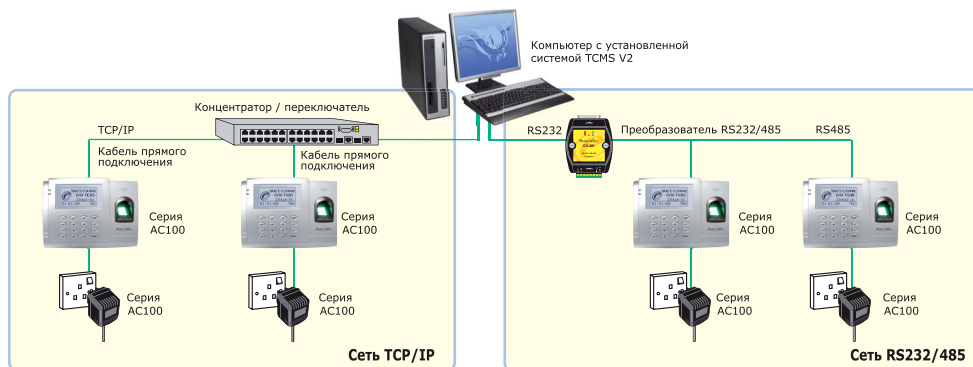 Компьютер с установленной
системой TCMS V2
Концентратор / переключатель
TCP/IP
Кабель прямого
подключения
Кабель прямого
подключения
RS232
Преобразователь RS232/485
RS485
Серия
AC100
Серия
AC100
Серия
AC100
Серия
AC100
Серия
AC100
Серия
AC100
Серия
AC100
Серия
AC100
Сеть TCP/IP
Сеть RS232/485